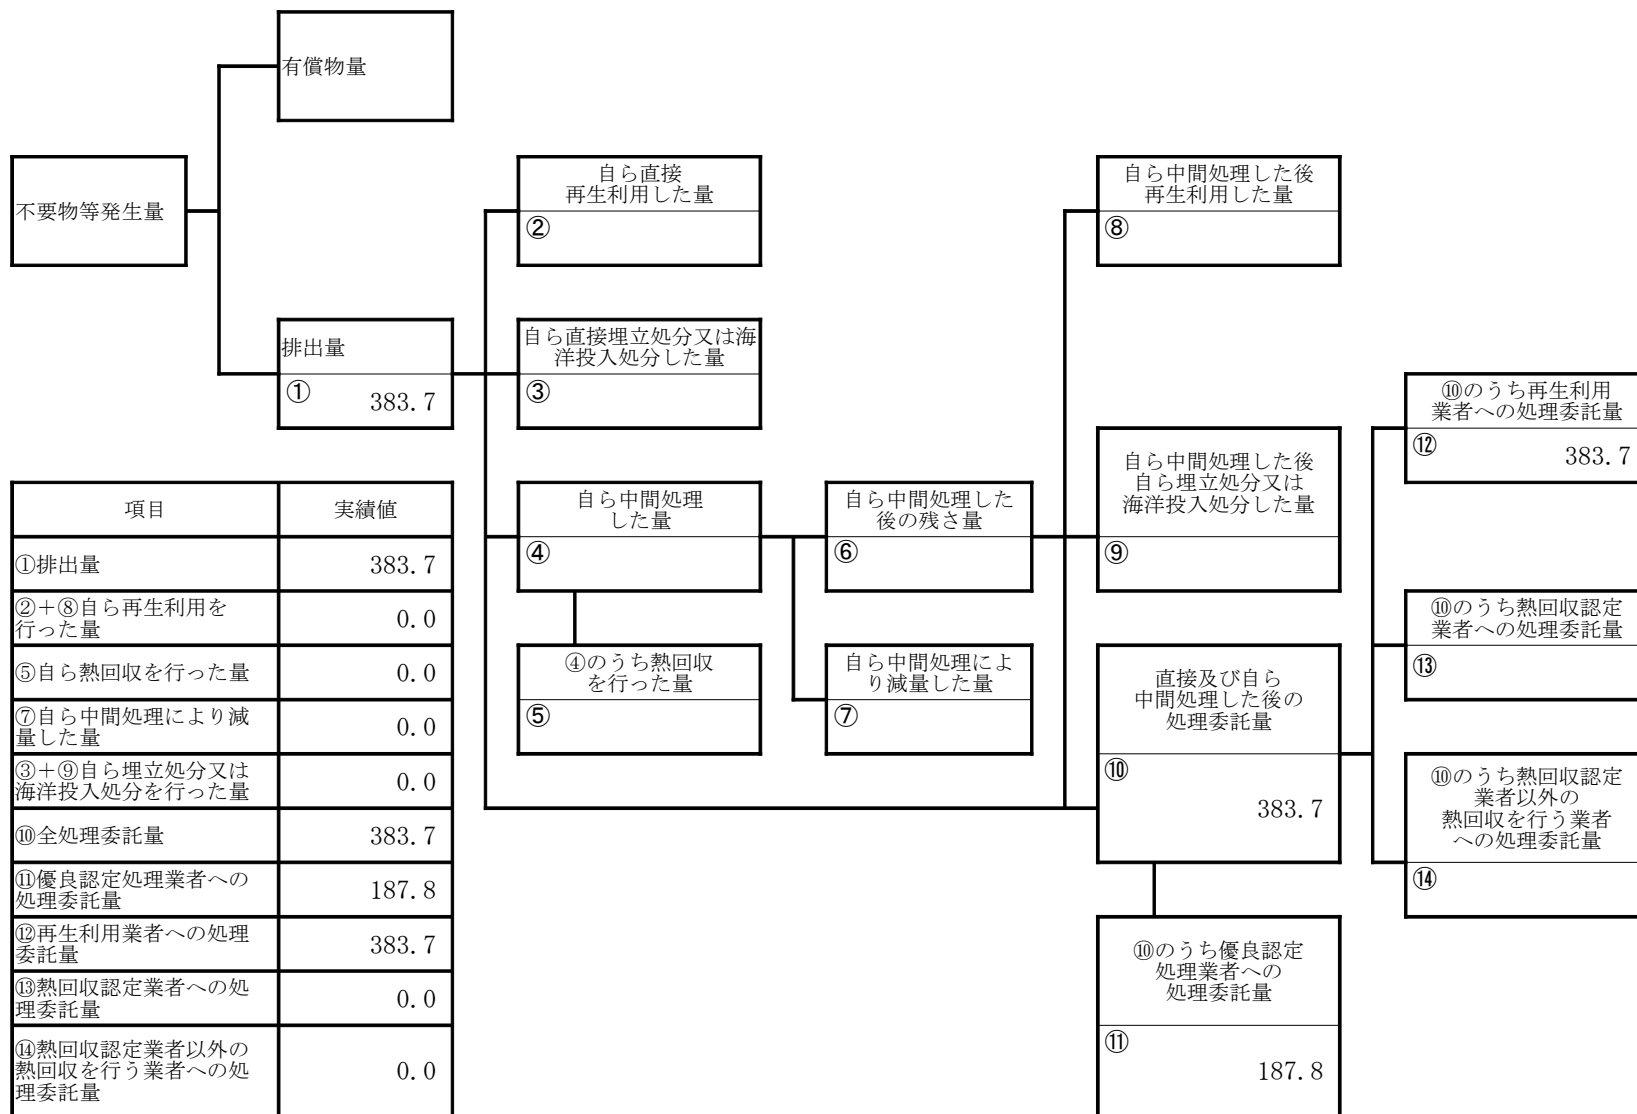 有償物量
不要物等発生量
自ら直接
再生利用した量
②
自ら中間処理した後
再生利用した量
⑧
排出量
①
383.7
自ら直接埋立処分又は海
洋投入処分した量
③
⑩のうち再生利用
業者への処理委託量
⑫
383.7
自ら中間処理
した量
④
自ら中間処理した
後の残さ量
⑥
自ら中間処理した後
自ら埋立処分又は
海洋投入処分した量
⑨
⑩のうち熱回収認定
業者への処理委託量
⑬
④のうち熱回収
を行った量
⑤
自ら中間処理によ
り減量した量
⑦
直接及び自ら
中間処理した後の
処理委託量
⑩
383.7
⑩のうち熱回収認定
業者以外の
熱回収を行う業者
への処理委託量
⑭
⑩のうち優良認定
処理業者への
処理委託量
⑪
187.8
項目 実績値
①排出量 383.7
②+⑧自ら再生利用を
行った量 0.0
⑤自ら熱回収を行った量 0.0
⑦自ら中間処理により減
量した量 0.0
③+⑨自ら埋立処分又は
海洋投入処分を行った量 0.0
⑩全処理委託量 383.7
⑪優良認定処理業者への
処理委託量 187.8
⑫再生利用業者への処理
委託量 383.7
⑬熱回収認定業者への処
理委託量 0.0
⑭熱回収認定業者以外の
熱回収を行う業者への処
理委託量 0.0